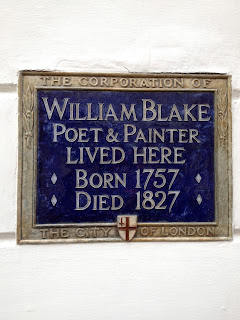 THE CORPORATION OF
WILLIAM BLAKE
POET & PAINTER
LIVED HERE
BORN 1757
DIED 1827
THE CITY OF LONDON